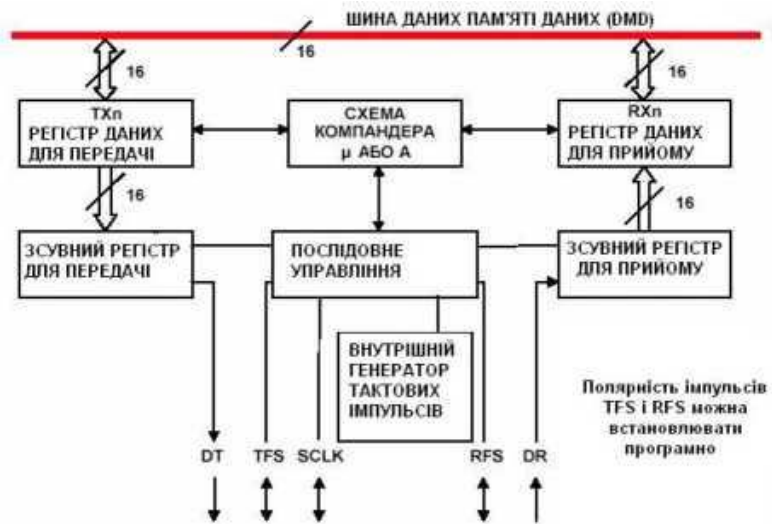 ШИНА ДАНИХ ПАМ'ЯТІ ДАНИХ (DMD)
16
16
16
TXn
РЕГІСТР ДАНИХ
ДЛЯ ПЕРЕДАЧІ
СХЕМА
КОМПАНДЕРА
μ АБО А
RXn
РЕГІСТР ДАНИХ
ДЛЯ ПРИЙОМУ
16
16
ЗСУВНИЙ РЕГІСТР
ДЛЯ ПЕРЕДАЧІ
ПОСЛІДОВНЕ
УПРАВЛІННЯ
ЗСУВНИЙ РЕГІСТР
ДЛЯ ПРИЙОМУ
ВНУТРІШНІЙ
ГЕНЕРАТОР
ТАКТОВИХ
ІМПУЛЬСІВ
Полярність імпульсів
TFS і RFS можна
встановлювати
програмно
DT TFS SCLK RFS DR